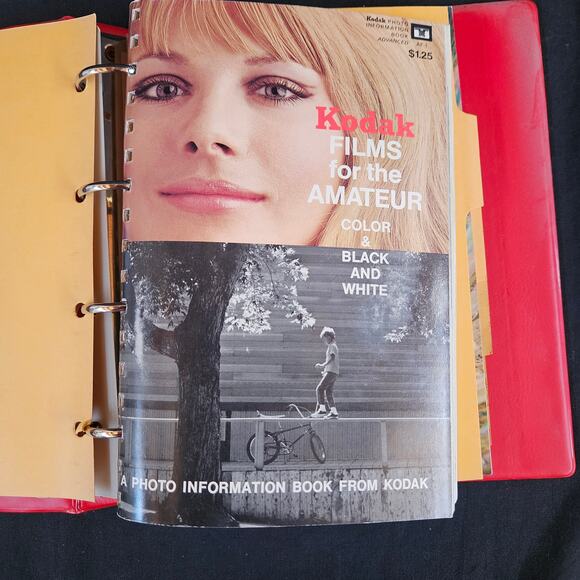 Kodak PHOTO
INFORMATION
BOOK
ADVANCED AF-1
$1.25
Kodak
FILMS
for the
AMATEUR
COLOR
&
BLACK
AND
WHITE
A PHOTO INFORMATION BOOK FROM KODAK